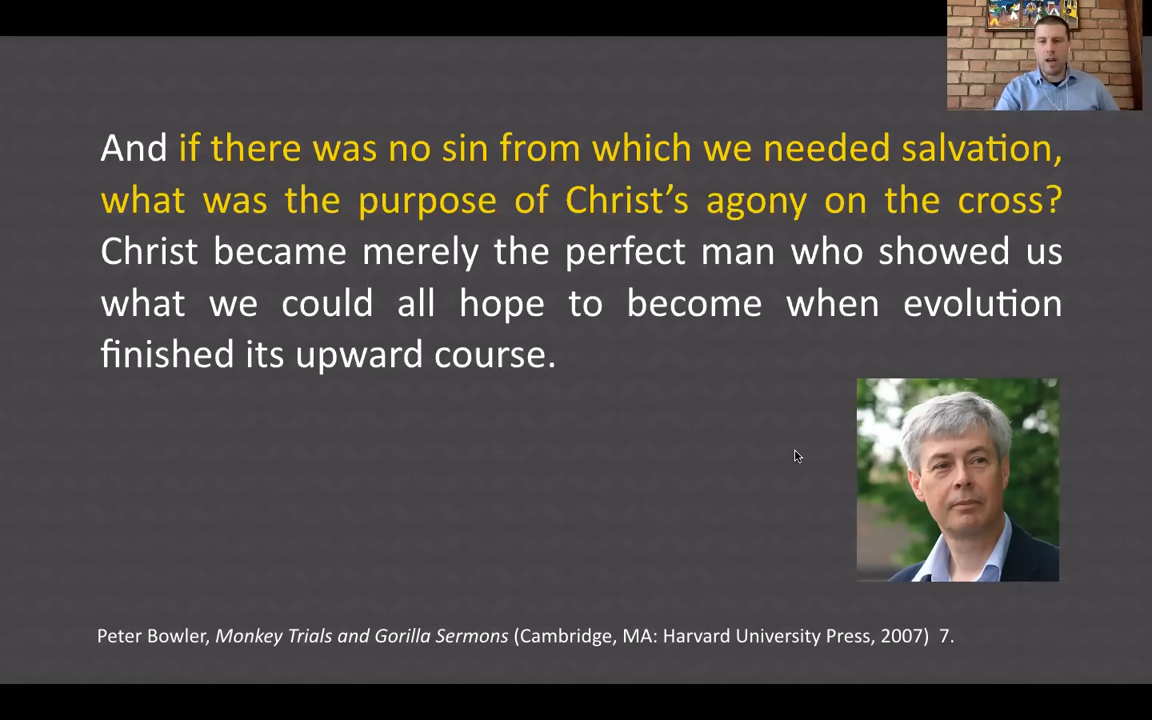 And if there was no sin from which we needed salvation,
what was the purpose of Christ’s agony on the cross?
Christ became merely the perfect man who showed us
what we could all hope to become when evolution
finished its upward course.
Peter Bowler, Monkey Trials and Gorilla Sermons (Cambridge, MA: Harvard University Press, 2007) 7.